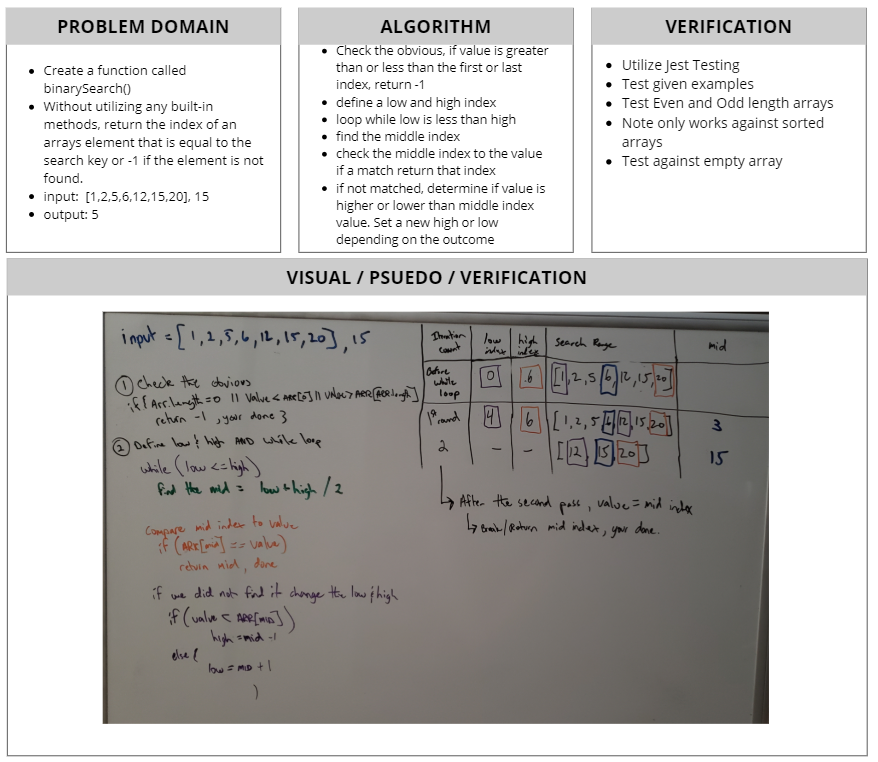 PROBLEM DOMAIN
• Create a function called
binarySearch()
• Without utilizing any built-in
methods, return the index of an
arrays element that is equal to the
search key or -1 if the element is not
found.
• input:  [1,2,5,6,12,15,20], 15
• output: 5
ALGORITHM
• Check the obvious, if value is greater
than or less than the first or last
index, return -1
• define a low and high index
• loop while low is less than high
• find the middle index
• check the middle index to the value
if a match return that index
• if not matched, determine if value is
higher or lower than middle index
value. Set a new high or low
depending on the outcome
VERIFICATION
• Utilize Jest Testing
• Test given examples
• Test Even and Odd length arrays
• Note only works against sorted
arrays
• Test against empty array
VISUAL / PSUEDO / VERIFICATION
input = [1,2,5,6,12,15,20], 15
① Check the obvious
if { Arr.length = 0 || Value < ARR[0] || Value > ARR[ARR.length]
return -1, your done }
② Define low & high AND while loop
while (low <= high)
find the mid = low + high / 2
compare mid index to value
if (ARR[mid] == value)
return mid, done
if we did not find it change the low & high
if (value < ARR[MID])
high = mid -1
else {
low = MID + 1
}
Iteration count low index high index Search Range mid
Define while loop 0 6 [1,2,5,6,12,15,20]
1st round 4 6 [1,2,5,6,12,15,20] 3
2 – – [12,15,20] 15
After the second pass, value = mid index
Break/Return mid index, your done.